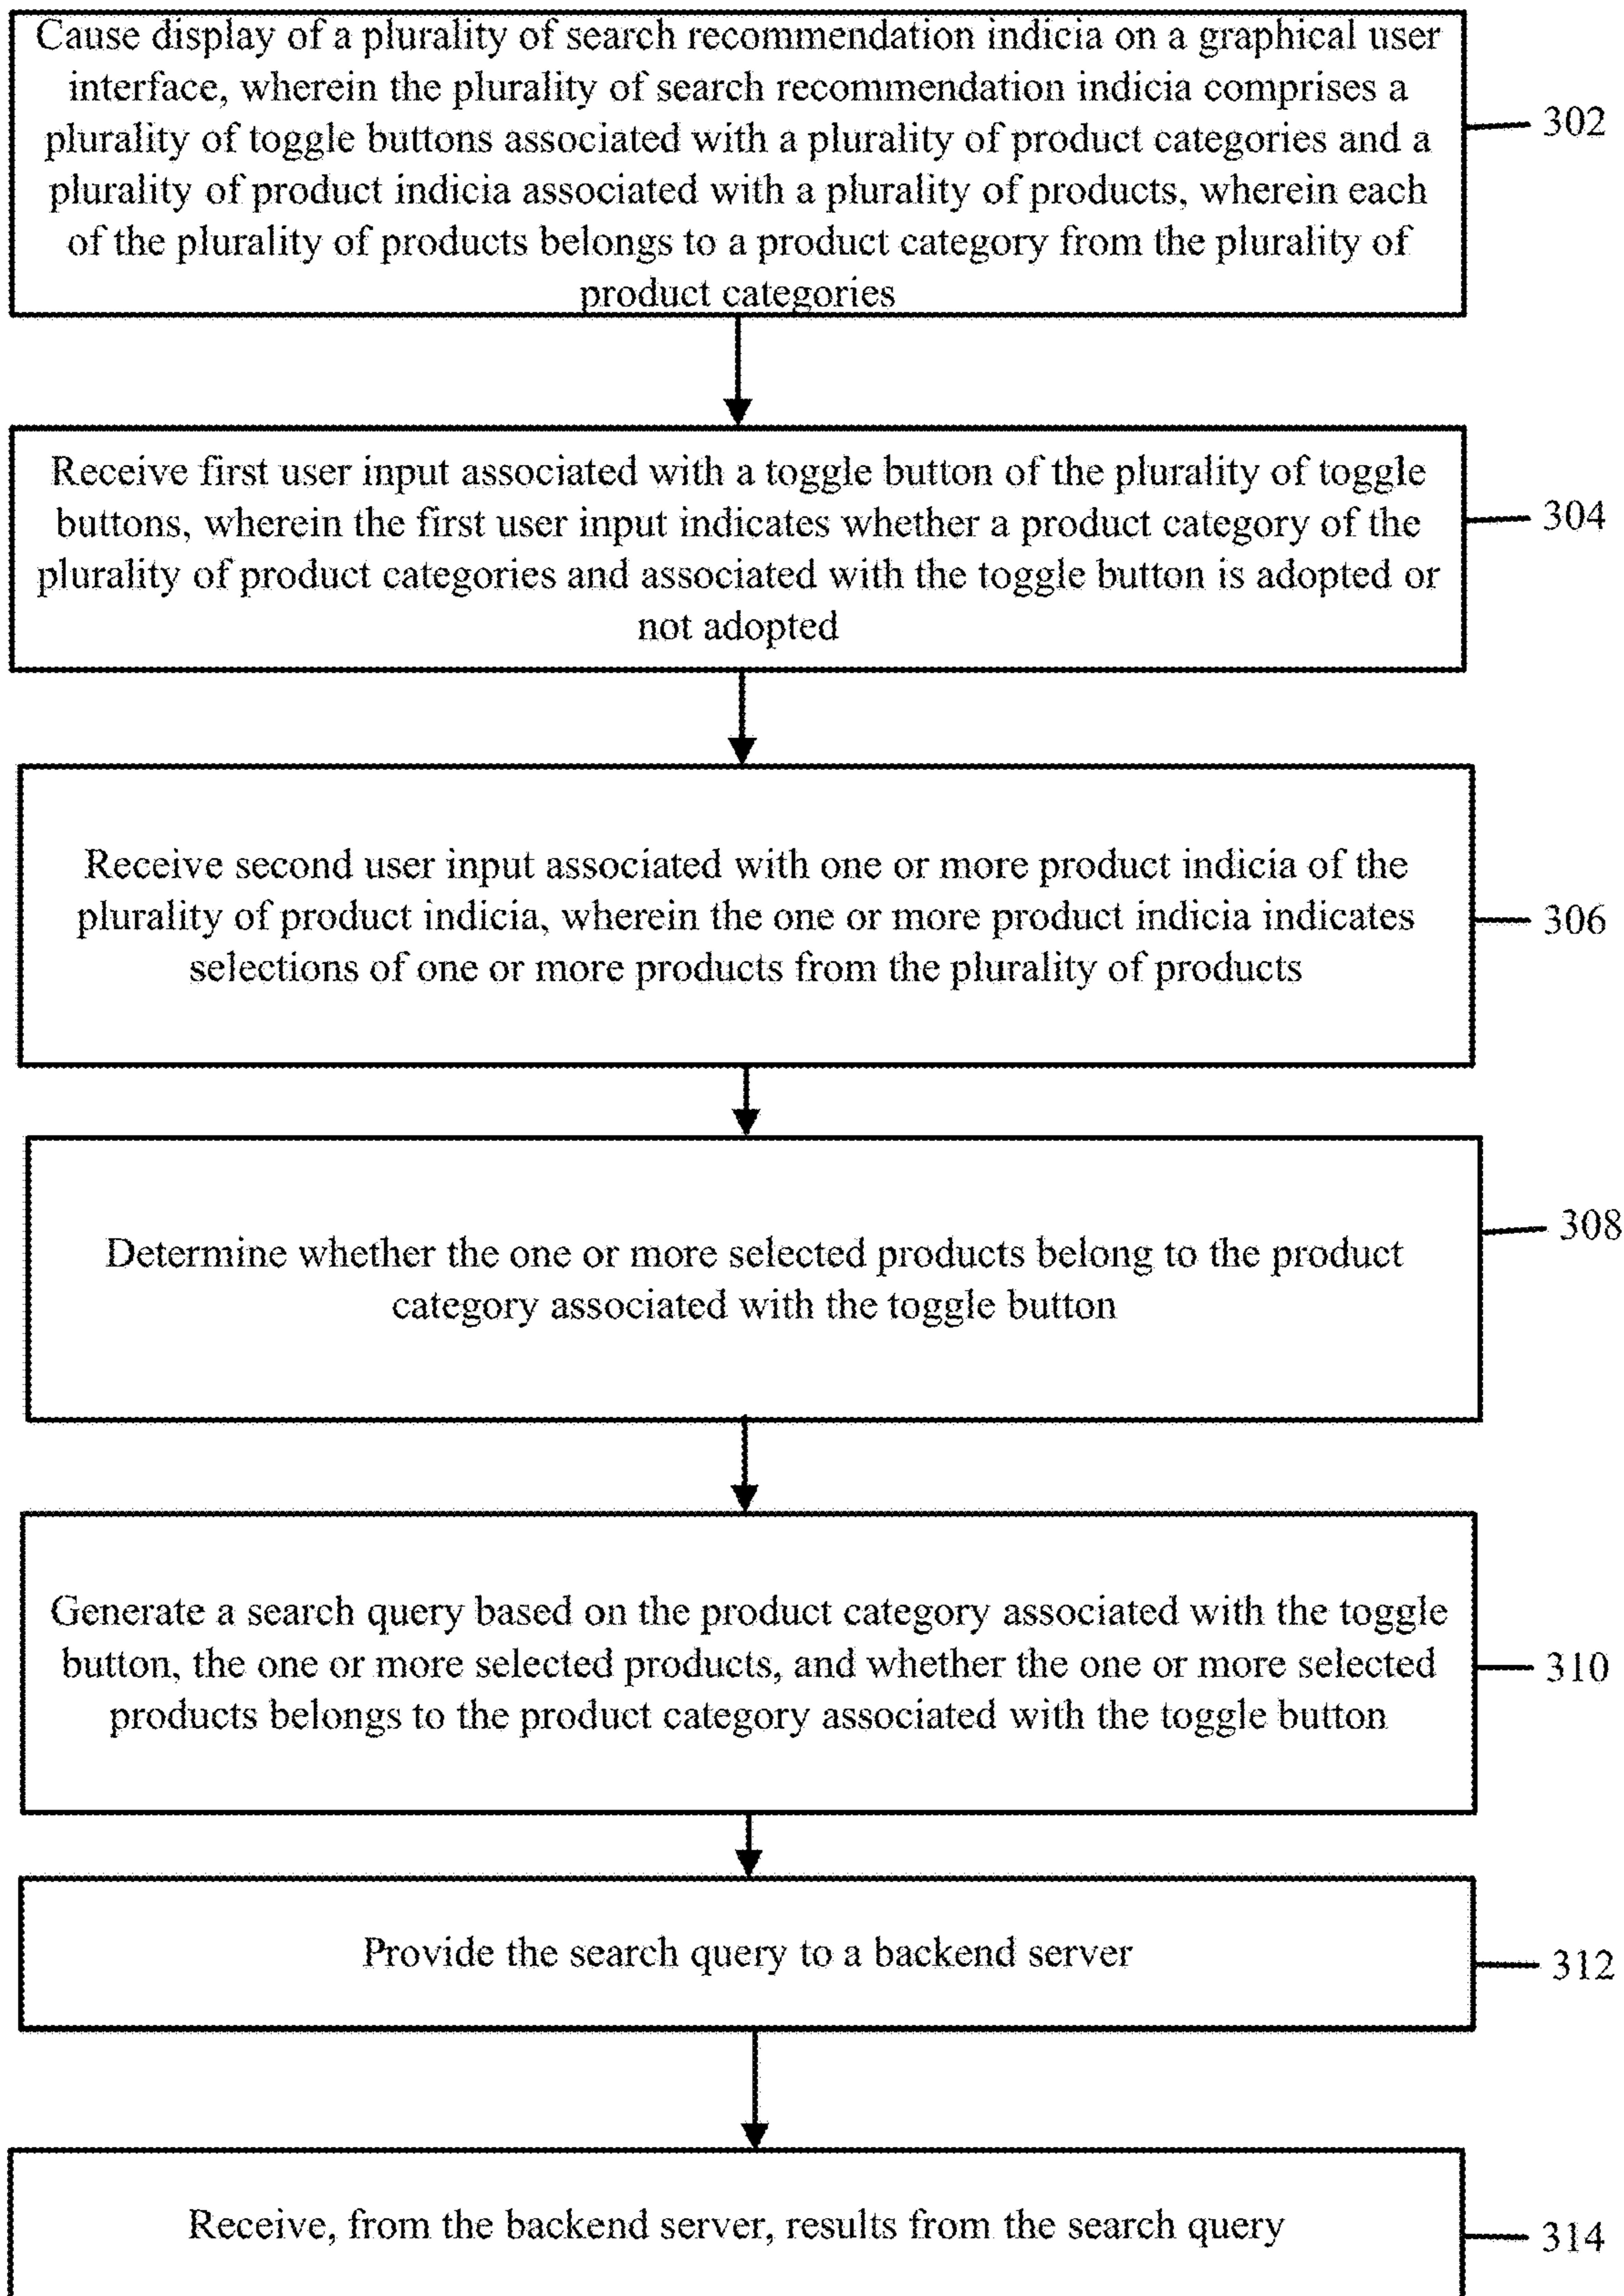 Cause display of a plurality of search recommendation indicia on a graphical user
interface, wherein the plurality of search recommendation indicia comprises a
plurality of toggle buttons associated with a plurality of product categories and a
plurality of product indicia associated with a plurality of products, wherein each
of the plurality of products belongs to a product category from the plurality of
product categories
302
Receive first user input associated with a toggle button of the plurality of toggle
buttons, wherein the first user input indicates whether a product category of the
plurality of product categories and associated with the toggle button is adopted or
not adopted
304
Receive second user input associated with one or more product indicia of the
plurality of product indicia, wherein the one or more product indicia indicates
selections of one or more products from the plurality of products
306
Determine whether the one or more selected products belong to the product
category associated with the toggle button
308
Generate a search query based on the product category associated with the toggle
button, the one or more selected products, and whether the one or more selected
products belongs to the product category associated with the toggle button
310
Provide the search query to a backend server
312
Receive, from the backend server, results from the search query
314